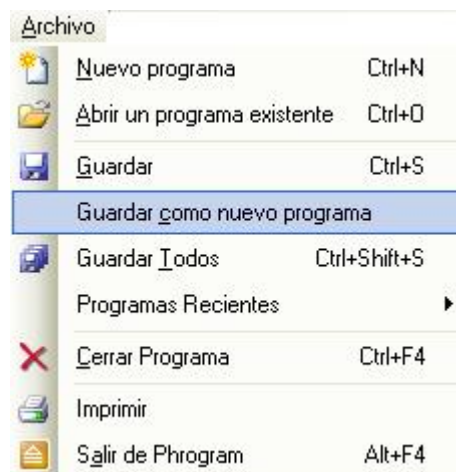 Archivo
Nuevo programa Ctrl+N
Abrir un programa existente Ctrl+O
Guardar Ctrl+S
Guardar como nuevo programa
Guardar Todos Ctrl+Shift+S
Programas Recientes
Cerrar Programa Ctrl+F4
Imprimir
Salir de Phrogram Alt+F4